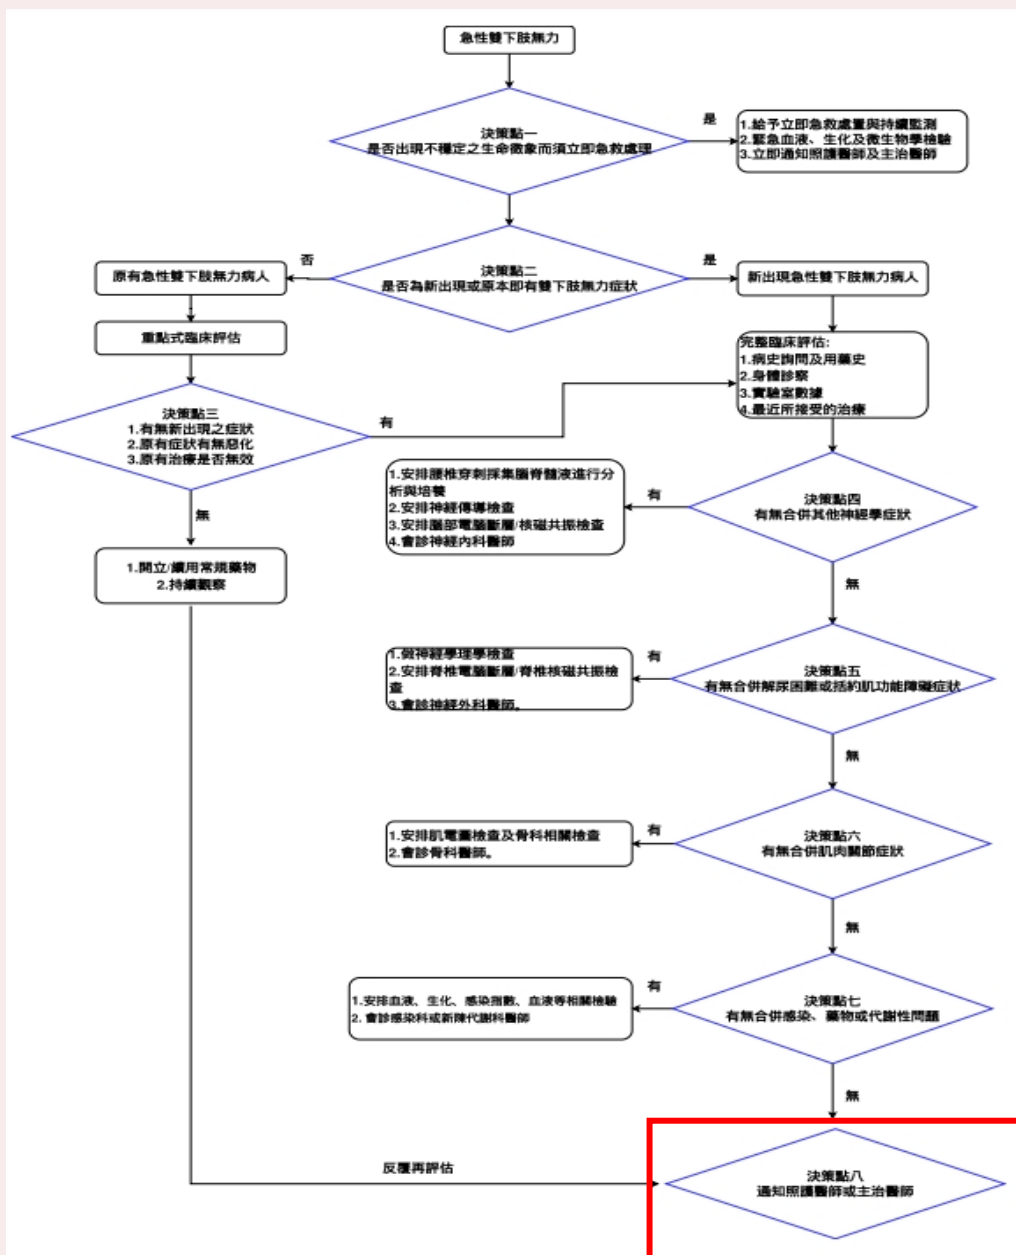 急性雙下肢無力
決策點一
是否出現不穩定之生命徵象而須立即急救處理
是
1.給予立即急救處置與持續監測
2.緊急血液、生化及微生物學檢驗
3.立即通知照護醫師及主治醫師
決策點二
是否為新出現或原本即有雙下肢無力症狀
否
是
原有急性雙下肢無力病人
新出現急性雙下肢無力病人
重點式臨床評估
完整臨床評估:
1.病史詢問及用藥史
2.身體診察
3.實驗室數據
4.最近所接受的治療
決策點三
1.有無新出現之症狀
2.原有症狀有無惡化
3.原有治療是否無效
有
無
1.開立/續用常規藥物
2.持續觀察
決策點四
有無合併其他神經學症狀
有
1.安排腰椎穿刺採集腦脊髓液進行分
析與培養
2.安排神經傳導檢查
3.安排腦部電腦斷層/核磁共振檢查
4.會診神經內科醫師
無
決策點五
有無合併解尿困難或括約肌功能障礙症狀
有
1.做神經學理學檢查
2.安排脊椎電腦斷層/脊椎核磁共振檢
查
3.會診神經外科醫師。
無
決策點六
有無合併肌肉關節症狀
有
1.安排肌電圖檢查及骨科相關檢查
2.會診骨科醫師。
無
決策點七
有無合併感染、藥物或代謝性問題
有
1.安排血液、生化、感染指數、血液等相關檢驗
2. 會診感染科或新陳代謝科醫師
無
反覆再評估
決策點八
通知照護醫師或主治醫師